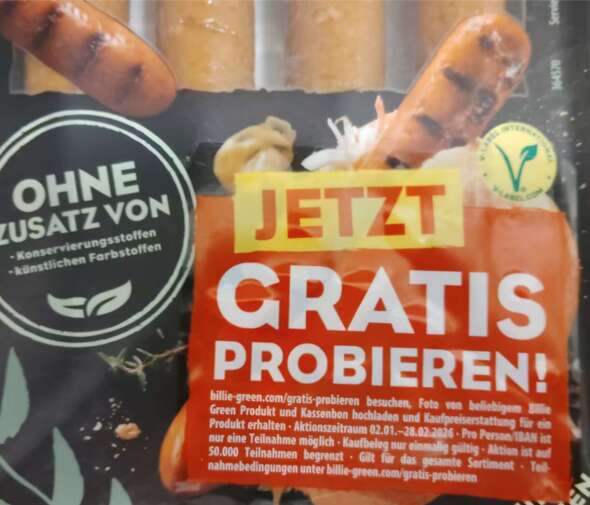 OHNE
ZUSATZ VON
· Konservierungsstoffen
· künstlichen Farbstoffen
V-LABEL INTERNATIONAL
V-LABEL.COM
JETZT
GRATIS
PROBIEREN!
billie-green.com/gratis-probieren besuchen, Foto von beliebigem Billie
Green Produkt und Kassenbon hochladen und Kaufpreiserstattung für ein
Produkt erhalten · Aktionszeitraum 02.01.–28.02.2026 · Pro Person/IBAN ist
nur eine Teilnahme möglich · Kaufbeleg nur einmalig gültig · Aktion ist auf
50.000 Teilnahmen begrenzt · Gilt für das gesamte Sortiment · Teil-
nahmebedingungen unter billie-green.com/gratis-probieren
364570